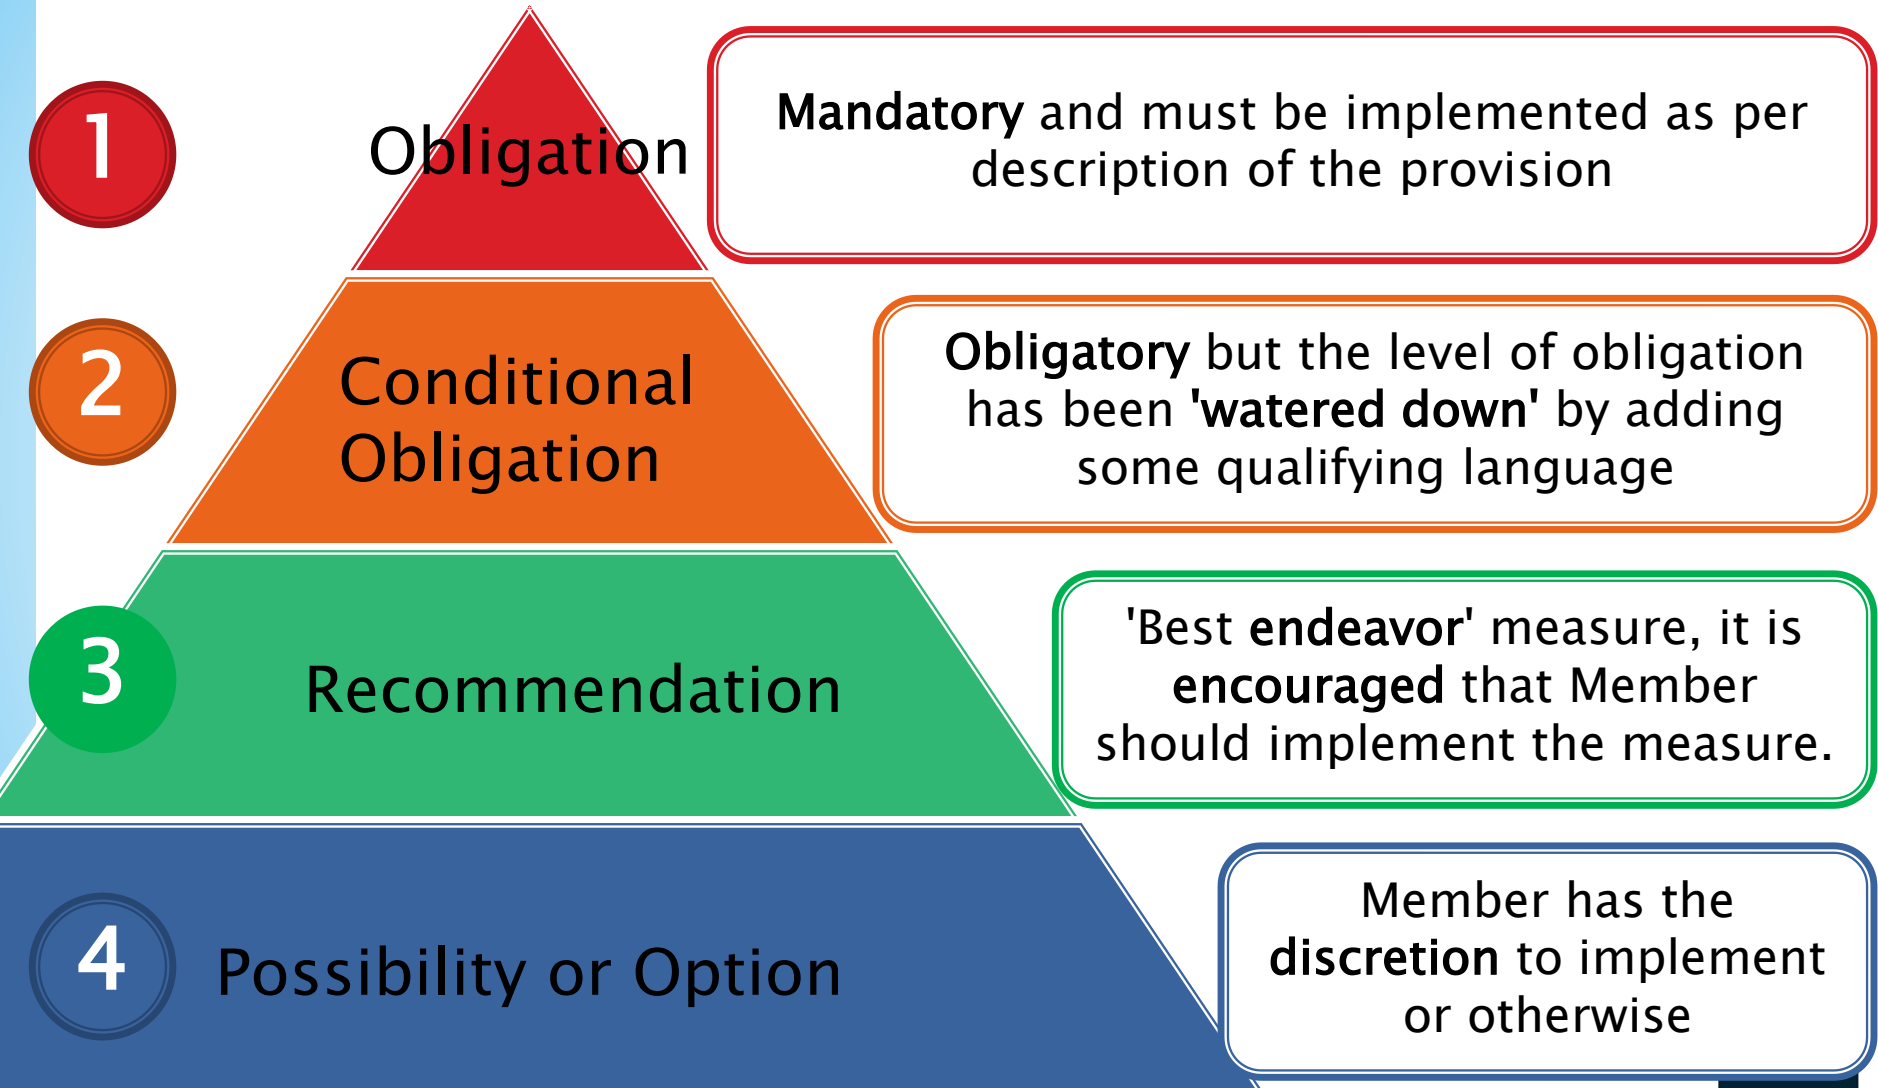 1
Obligation
Mandatory and must be implemented as per
description of the provision
2
Conditional
Obligation
Obligatory but the level of obligation
has been 'watered down' by adding
some qualifying language
3
Recommendation
'Best endeavor' measure, it is
encouraged that Member
should implement the measure.
4
Possibility or Option
Member has the
discretion to implement
or otherwise